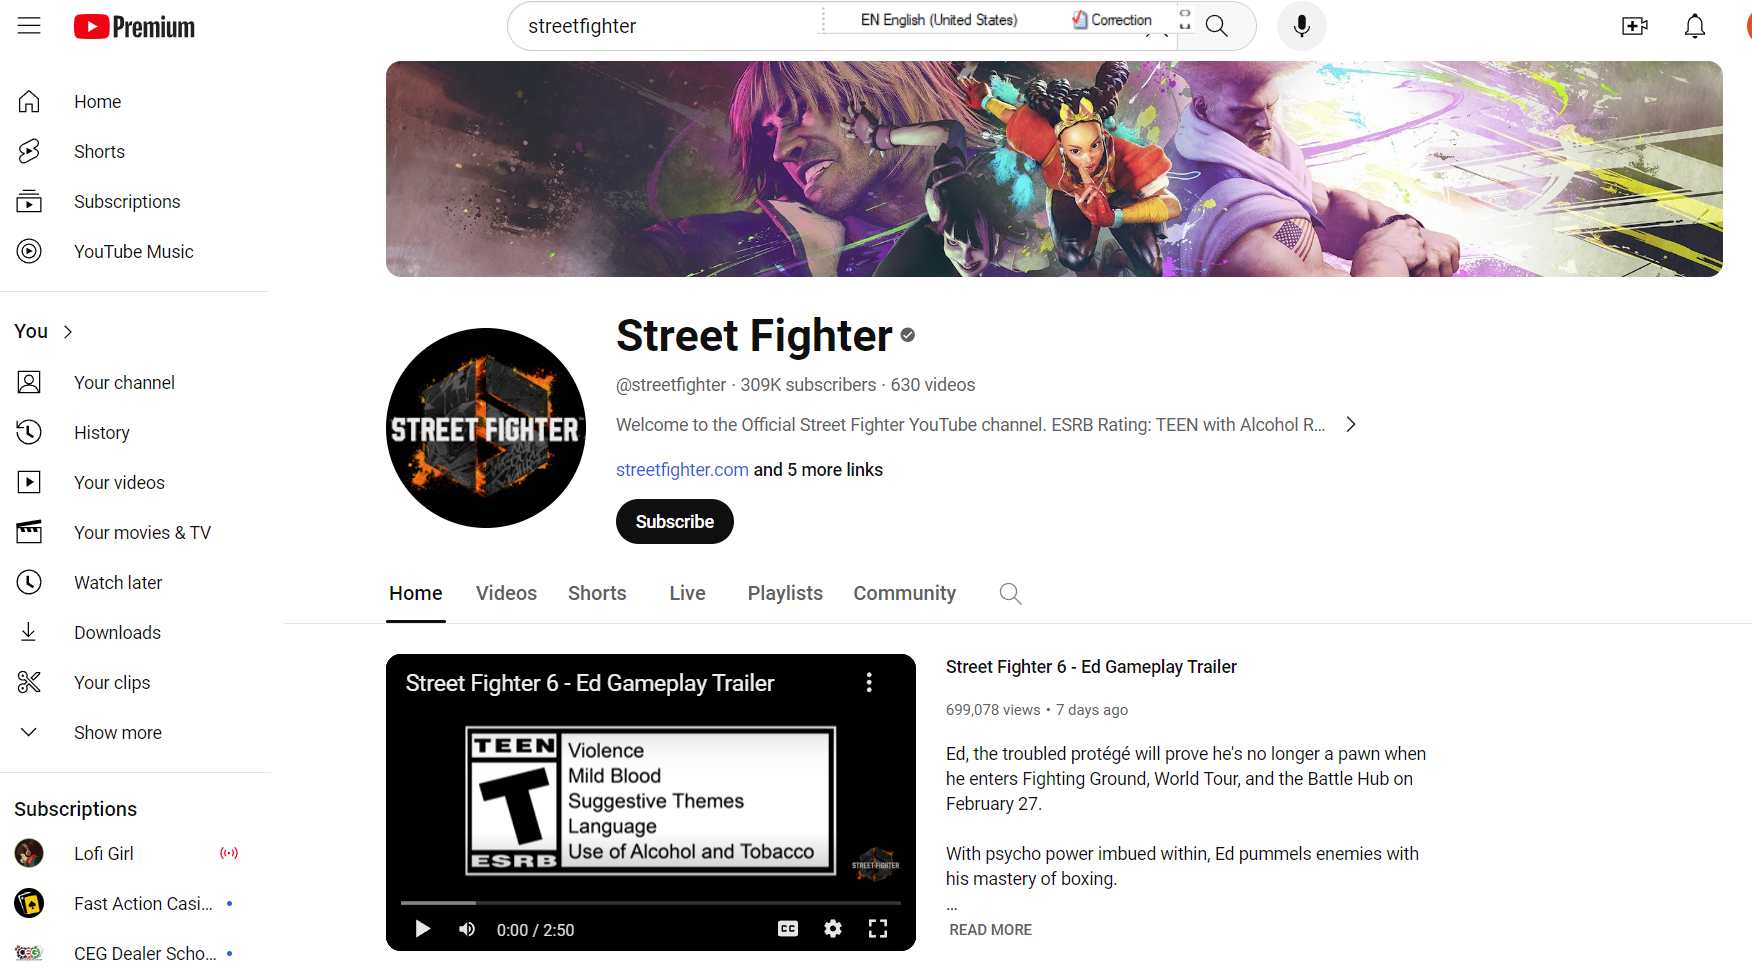 Premium
streetfighter
EN English (United States)
Correction
Home
Shorts
Subscriptions
YouTube Music
You
Your channel
History
Your videos
Your movies & TV
Watch later
Downloads
Your clips
Show more
Subscriptions
Lofi Girl
Fast Action Casi...
CEG Dealer Scho...
STREET FIGHTER
Street Fighter
@streetfighter · 309K subscribers · 630 videos
Welcome to the Official Street Fighter YouTube channel. ESRB Rating: TEEN with Alcohol R...
streetfighter.com and 5 more links
Subscribe
Home
Videos
Shorts
Live
Playlists
Community
Street Fighter 6 - Ed Gameplay Trailer
TEEN
T
ESRB
Violence
Mild Blood
Suggestive Themes
Language
Use of Alcohol and Tobacco
STREET FIGHTER
0:00 / 2:50
CC
Street Fighter 6 - Ed Gameplay Trailer
699,078 views • 7 days ago
Ed, the troubled protégé will prove he's no longer a pawn when
he enters Fighting Ground, World Tour, and the Battle Hub on
February 27.
With psycho power imbued within, Ed pummels enemies with
his mastery of boxing.
...
READ MORE